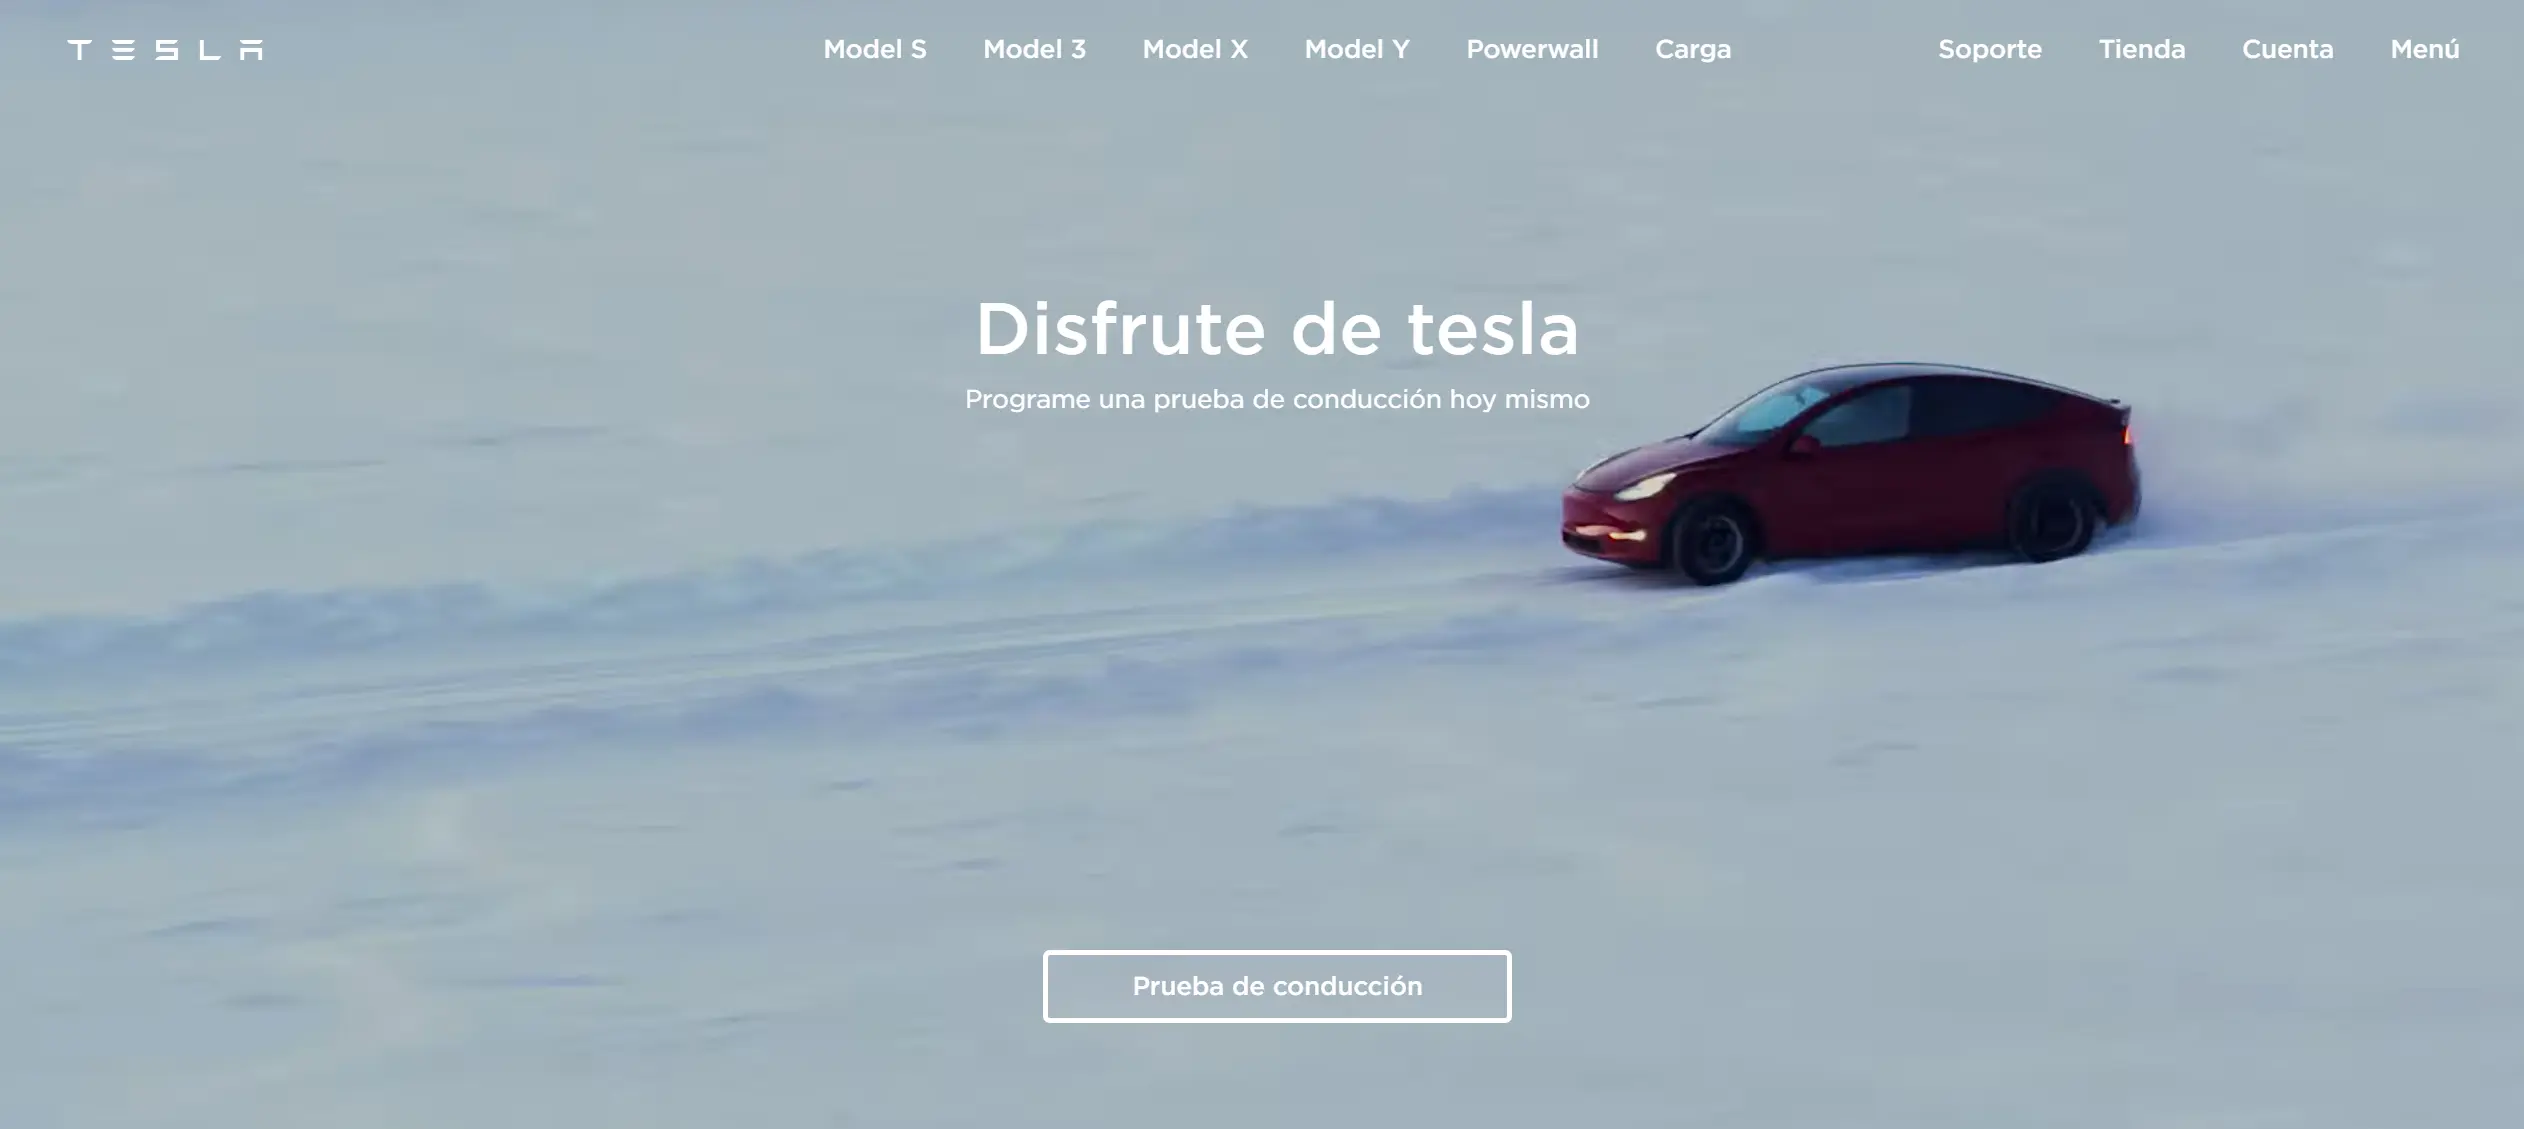 TESLA Model S Model 3 Model X Model Y Powerwall Carga Soporte Tienda Cuenta Menú
Disfrute de tesla
Programe una prueba de conducción hoy mismo
Prueba de conducción